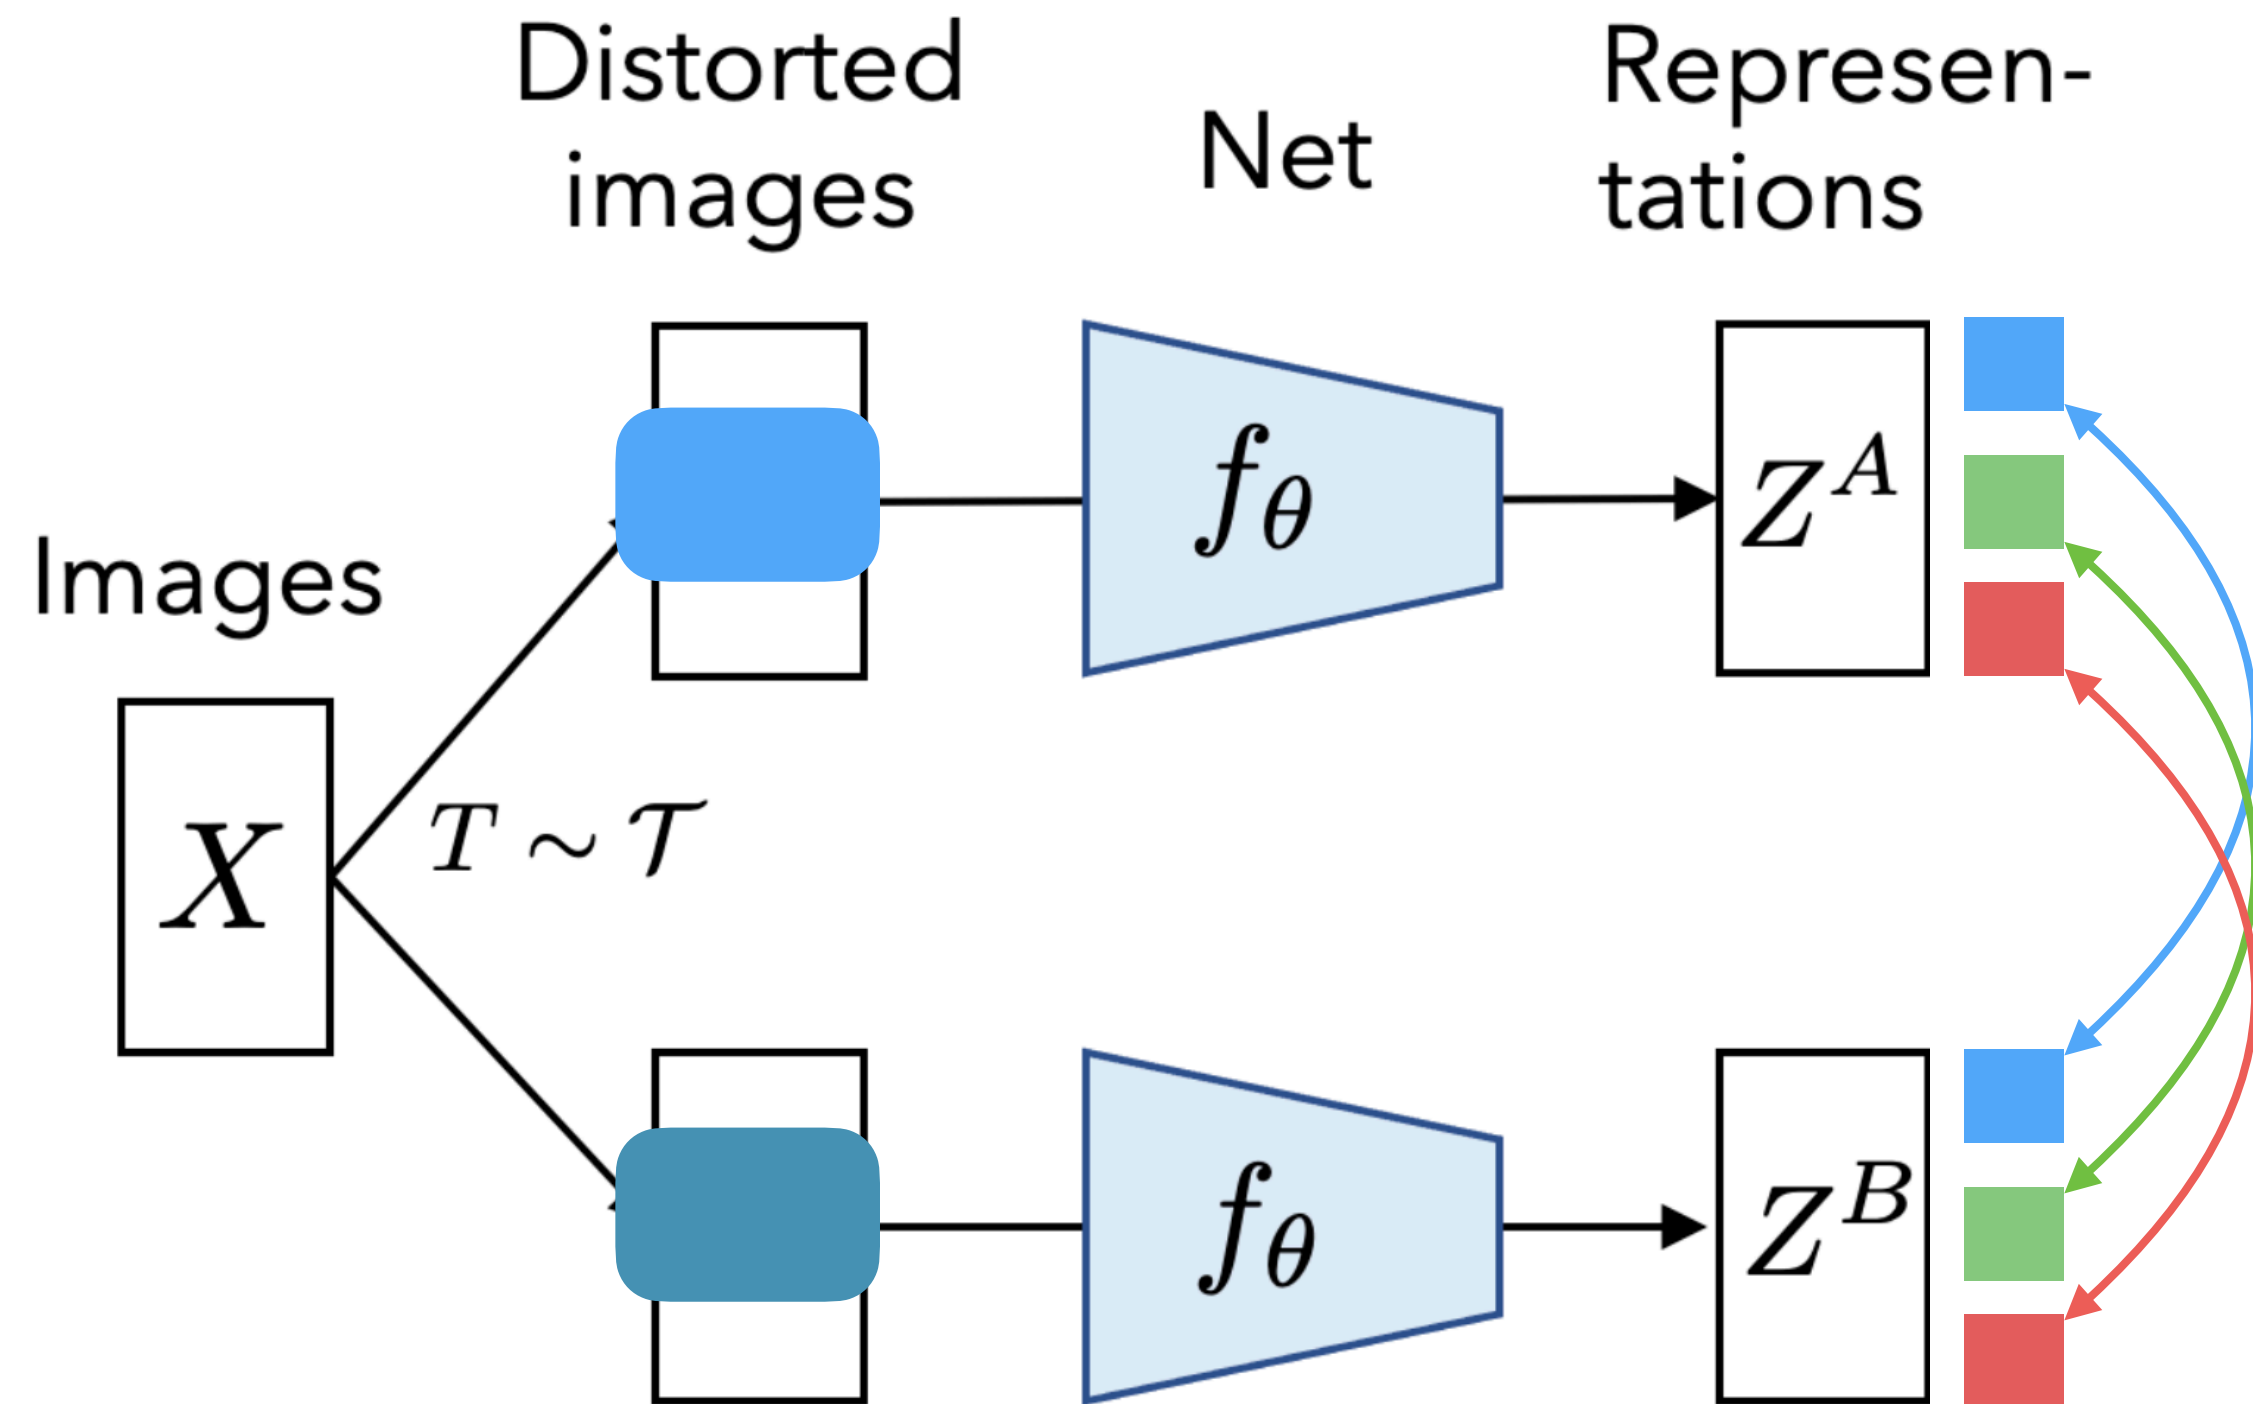 Distorted
images
Net
Represen-
tations
Images
X
T ∼ 𝒯
f_θ
Z^A
f_θ
Z^B